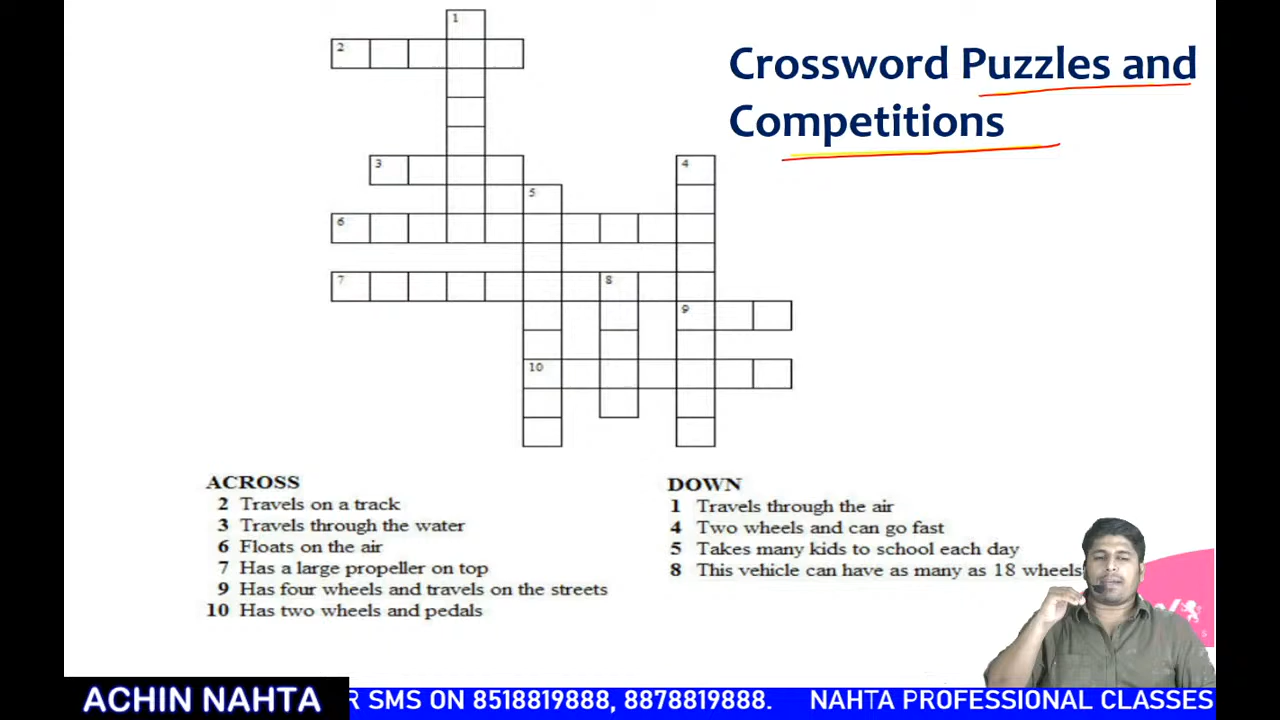 Crossword Puzzles and
Competitions
1
2
3
4
5
6
7
8
9
10
ACROSS
2 Travels on a track
3 Travels through the water
6 Floats on the air
7 Has a large propeller on top
9 Has four wheels and travels on the streets
10 Has two wheels and pedals
DOWN
1 Travels through the air
4 Two wheels and can go fast
5 Takes many kids to school each day
8 This vehicle can have as many as 18 wheels
ACHIN NAHTA
R SMS ON 8518819888, 8878819888. NAHTA PROFESSIONAL CLASSES